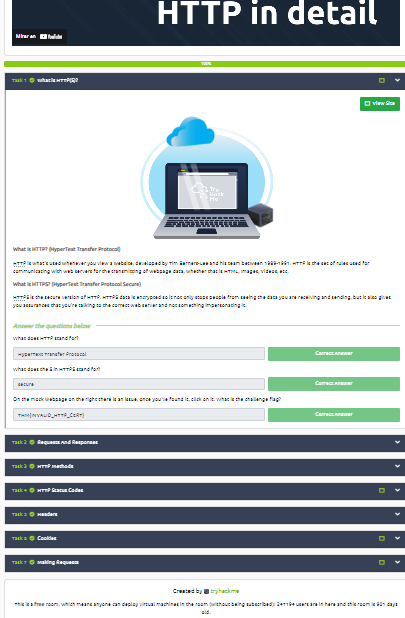 HTTP in detail
Mirar en YouTube
100%
Task 1 What is HTTP(S)?
View Site
Try
Hack
Me
What is HTTP? (HyperText Transfer Protocol)
HTTP is what's used whenever you view a website, developed by Tim Berners-Lee and his team between 1989-1991. HTTP is the set of rules used for
communicating with web servers for the transmitting of webpage data, whether that is HTML, Images, Videos, etc.
What is HTTPS? (HyperText Transfer Protocol Secure)
HTTPS is the secure version of HTTP. HTTPS data is encrypted so it not only stops people from seeing the data you are receiving and sending, but it also gives
you assurances that you're talking to the correct web server and not something impersonating it.
Answer the questions below
What does HTTP stand for?
HyperText Transfer Protocol
Correct Answer
What does the S in HTTPS stand for?
secure
Correct Answer
On the mock webpage on the right there is an issue, once you've found it, click on it. What is the challenge flag?
THM{INVALID_HTTP_CERT}
Correct Answer
Task 2 Requests And Responses
Task 3 HTTP Methods
Task 4 HTTP Status Codes
Task 5 Headers
Task 6 Cookies
Task 7 Making Requests
Created by tryhackme
This is a free room, which means anyone can deploy virtual machines in the room (without being subscribed)! 241194 users are in here and this room is 901 days
old.